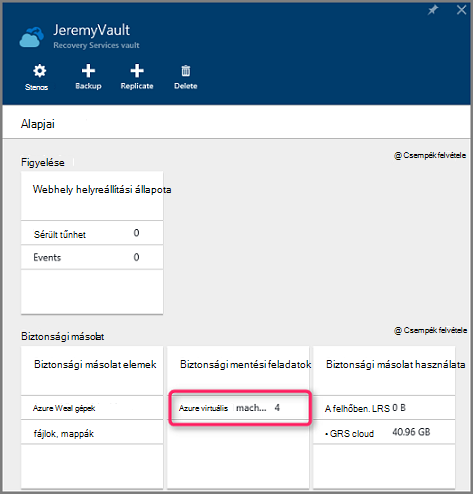 JeremyVault
Recovery Services vault
Stenos
Backup
Replicate
Delete
Alapjai
Figyelése
@ Csempék felvétele
Webhely helyreállítási állapota
Sérült tűnhet 0
Events 0
Biztonsági másolat
@ Csempék felvétele
Biztonsági másolat elemek
Azure Weal gépek
fájlok, mappák
Biztonsági mentési feladatok
Azure virtuális mach... 4
Biztonsági másolat használata
A felhőben. LRS 0 B
• GRS cloud 40.96 GB